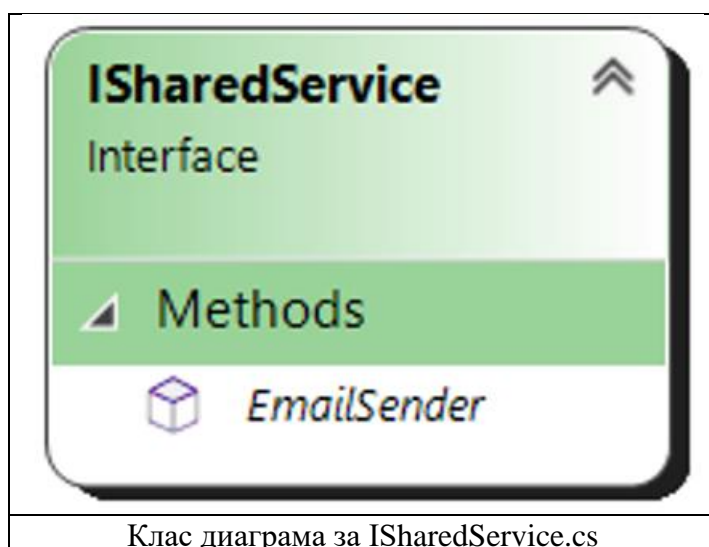 ISharedService
Interface
Methods
EmailSender
Клас диаграма за ISharedService.cs